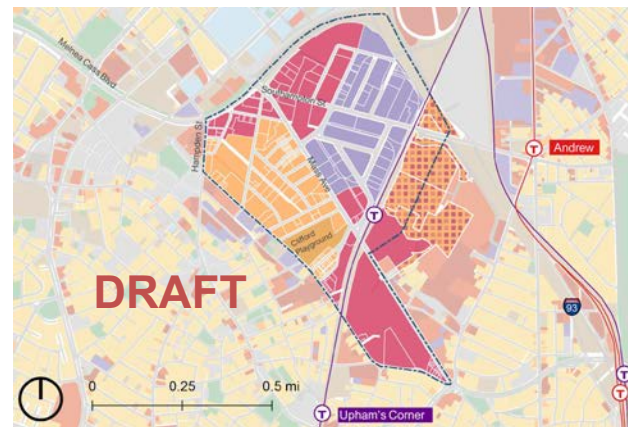 Melnea Cass Blvd
Southampton St
Hampden St
Mass Ave
T
Andrew
T
Clifford
Playground
DRAFT
93
0
0.25
0.5 mi
T
T
Upham's Corner
T